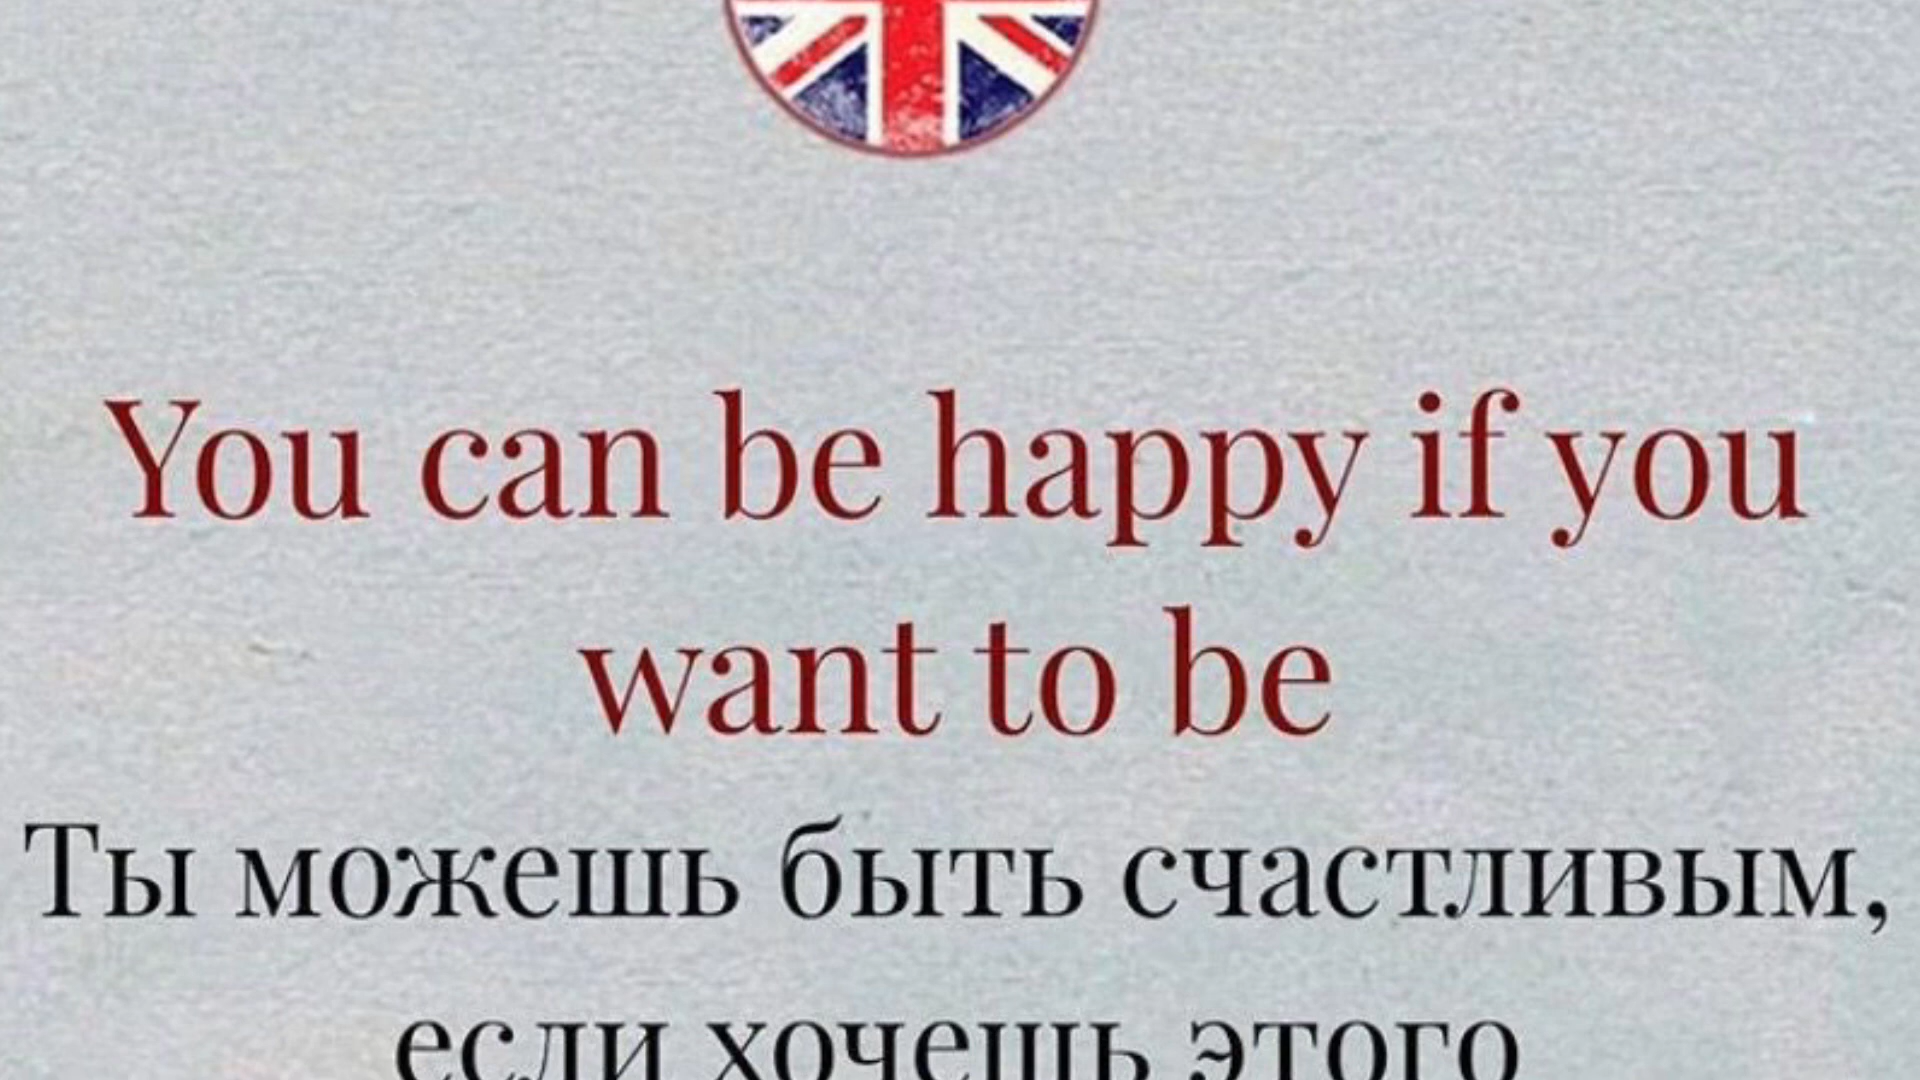 You can be happy if you
want to be
Ты можешь быть счастливым,
если хочешь этого